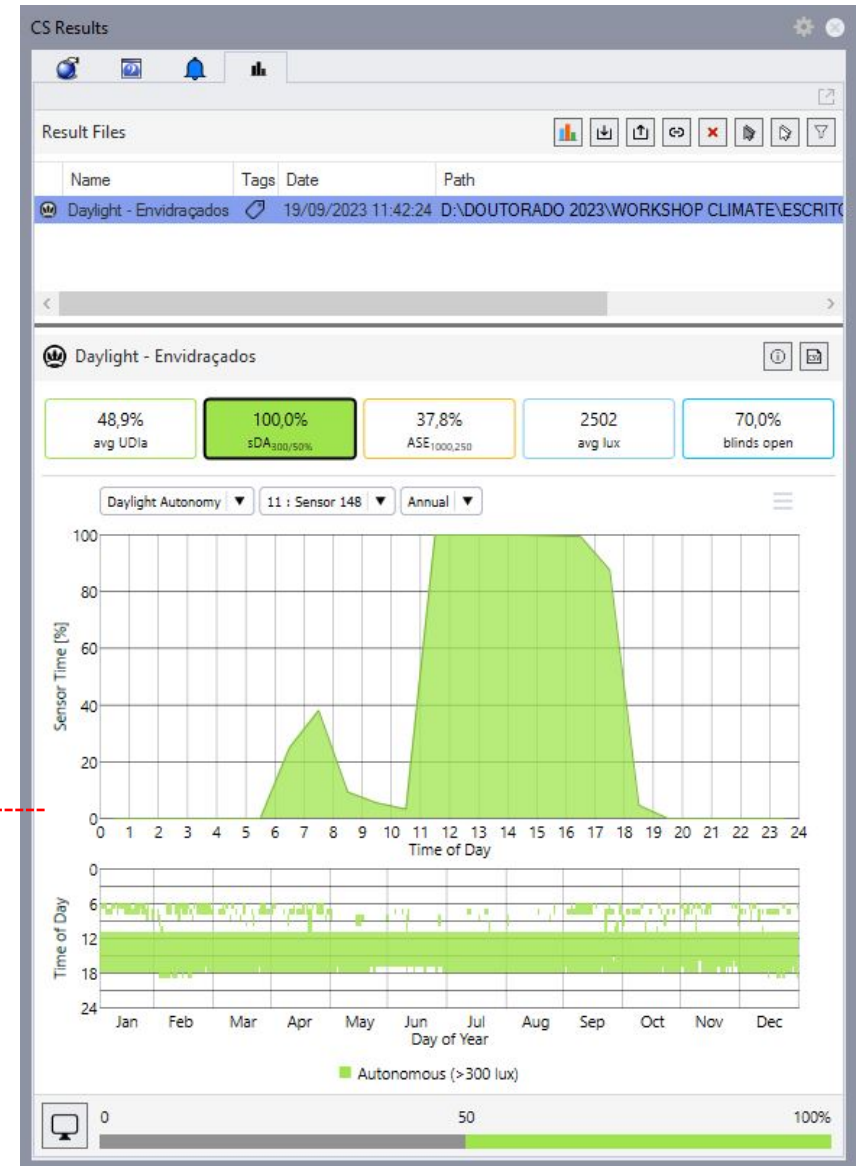 CS Results
Result Files
Name Tags Date Path
Daylight - Envidraçados 19/09/2023 11:42:24 D:\DOUTORADO 2023\WORKSHOP CLIMATE\ESCRITO
Daylight - Envidraçados
48,9% 100,0% 37,8% 2502 70,0%
avg UDIa sDA300/50% ASE1000,250 avg lux blinds open
Daylight Autonomy 11 : Sensor 148 Annual
100
80
60
40
20
0
Sensor Time [%]
0 1 2 3 4 5 6 7 8 9 10 11 12 13 14 15 16 17 18 19 20 21 22 23 24
Time of Day
0
6
12
18
24
Time of Day
Jan Feb Mar Apr May Jun Jul Aug Sep Oct Nov Dec
Day of Year
Autonomous (>300 lux)
0 50 100%